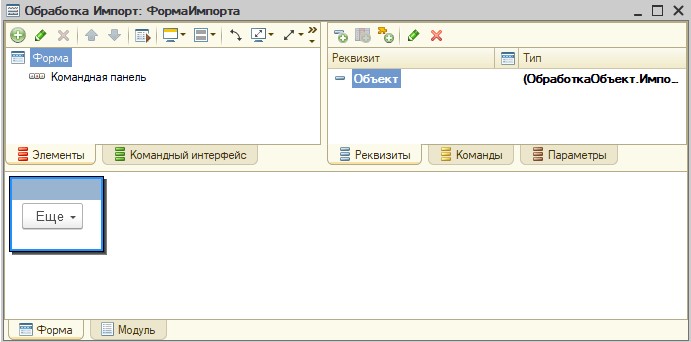 Обработка Импорт: ФормаИмпорта
Форма
Командная панель
Элементы
Командный интерфейс
Реквизит
Тип
Объект
(ОбработкаОбъект.Импо...
Реквизиты
Команды
Параметры
Еще
Форма
Модуль